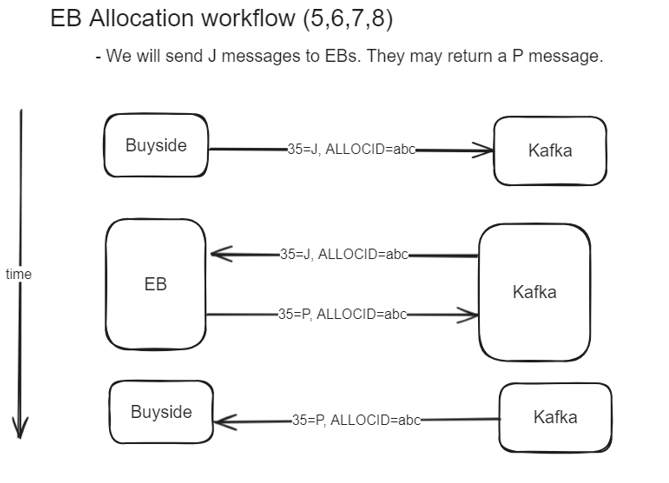 EB Allocation workflow (5,6,7,8)
- We will send J messages to EBs. They may return a P message.
Buyside
35=J, ALLOCID=abc
Kafka
35=J, ALLOCID=abc
time
EB
Kafka
35=P, ALLOCID=abc
Buyside
35=P, ALLOCID=abc
Kafka